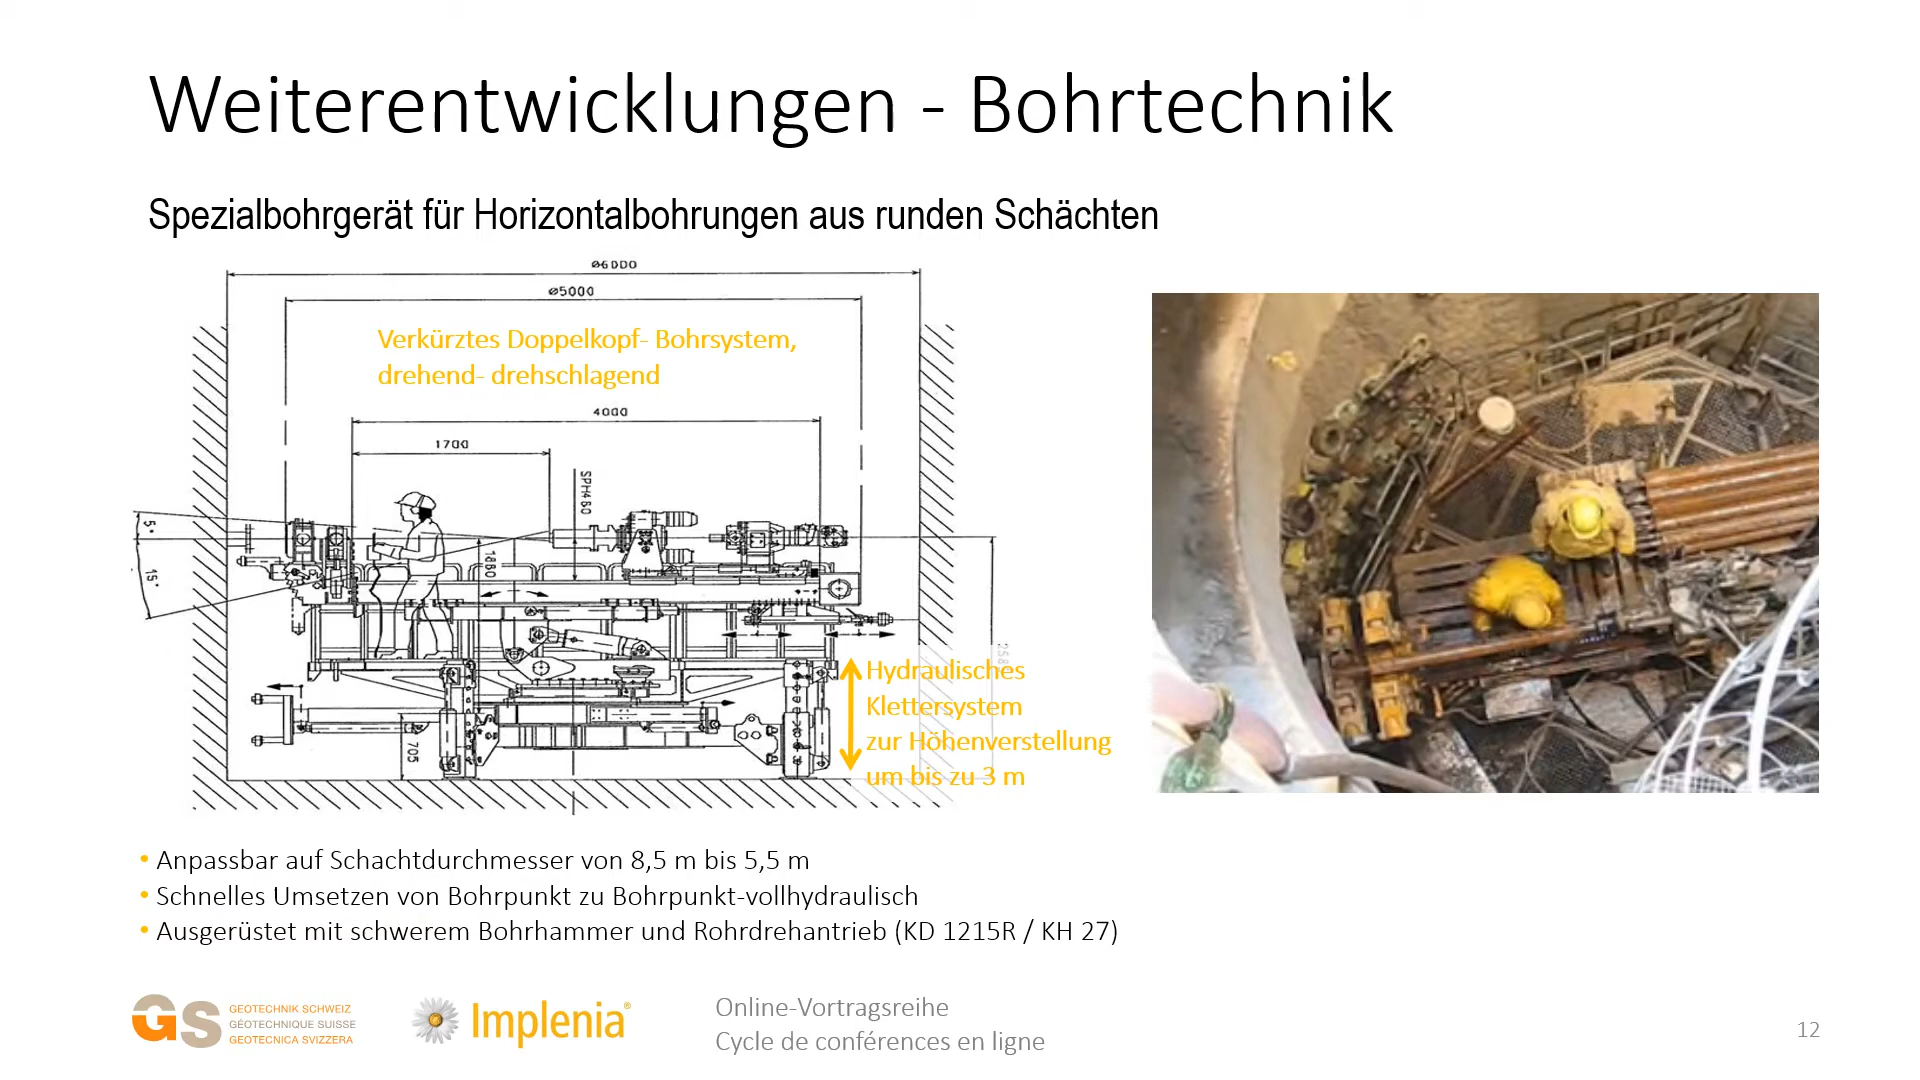 Weiterentwicklungen - Bohrtechnik
Spezialbohrgerät für Horizontalbohrungen aus runden Schächten
ø6000
ø5000
Verkürztes Doppelkopf- Bohrsystem,
drehend- drehschlagend
4000
1700
SPH460
5°
15°
1880
705
Hydraulisches
Klettersystem
zur Höhenverstellung
um bis zu 3 m
• Anpassbar auf Schachtdurchmesser von 8,5 m bis 5,5 m
• Schnelles Umsetzen von Bohrpunkt zu Bohrpunkt-vollhydraulisch
• Ausgerüstet mit schwerem Bohrhammer und Rohrdrehantrieb (KD 1215R / KH 27)
GS
GEOTECHNIK SCHWEIZ
GÉOTECHNIQUE SUISSE
GEOTECNICA SVIZZERA
Implenia®
Online-Vortragsreihe
Cycle de conférences en ligne
12